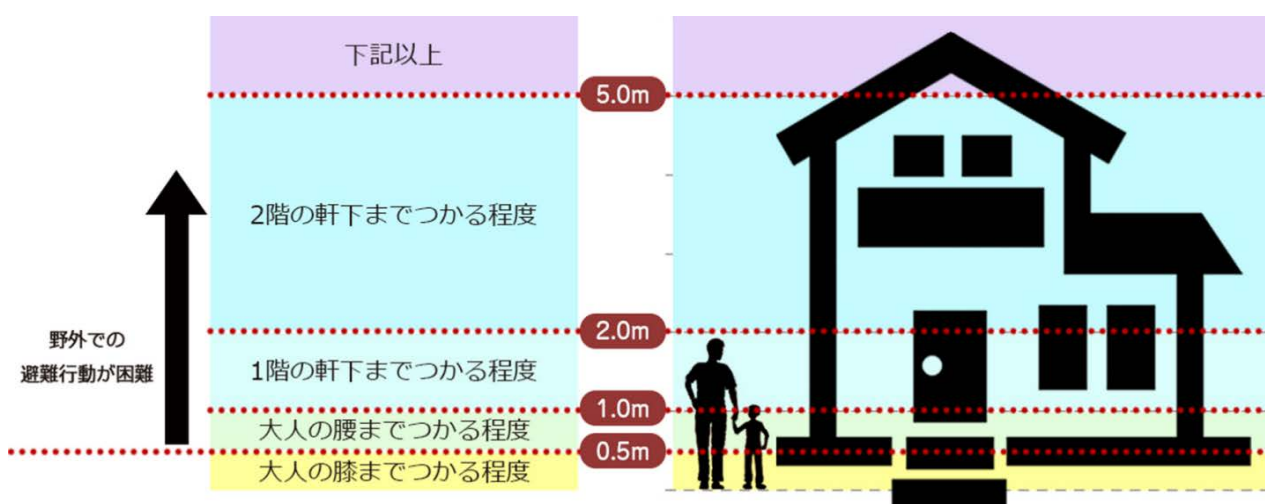 下記以上
5.0m
2階の軒下までつかる程度
2.0m
野外での
避難行動が困難
1階の軒下までつかる程度
1.0m
大人の腰までつかる程度
0.5m
大人の膝までつかる程度